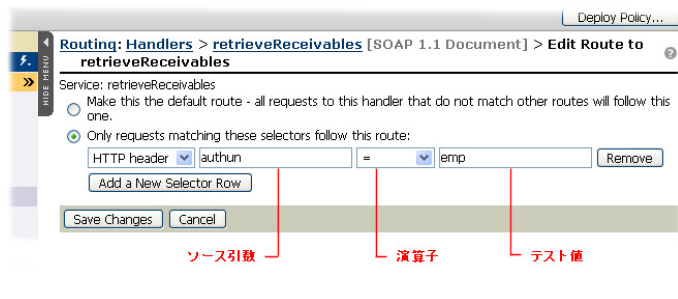 Deploy Policy...
Routing: Handlers > retrieveReceivables [SOAP 1.1 Document] > Edit Route to
retrieveReceivables
HIDE MENU
Service: retrieveReceivables
Make this the default route - all requests to this handler that do not match other routes will follow this
one.
Only requests matching these selectors follow this route:
HTTP header authun = emp Remove
Add a New Selector Row
Save Changes Cancel
ソース引数 演算子 テスト値